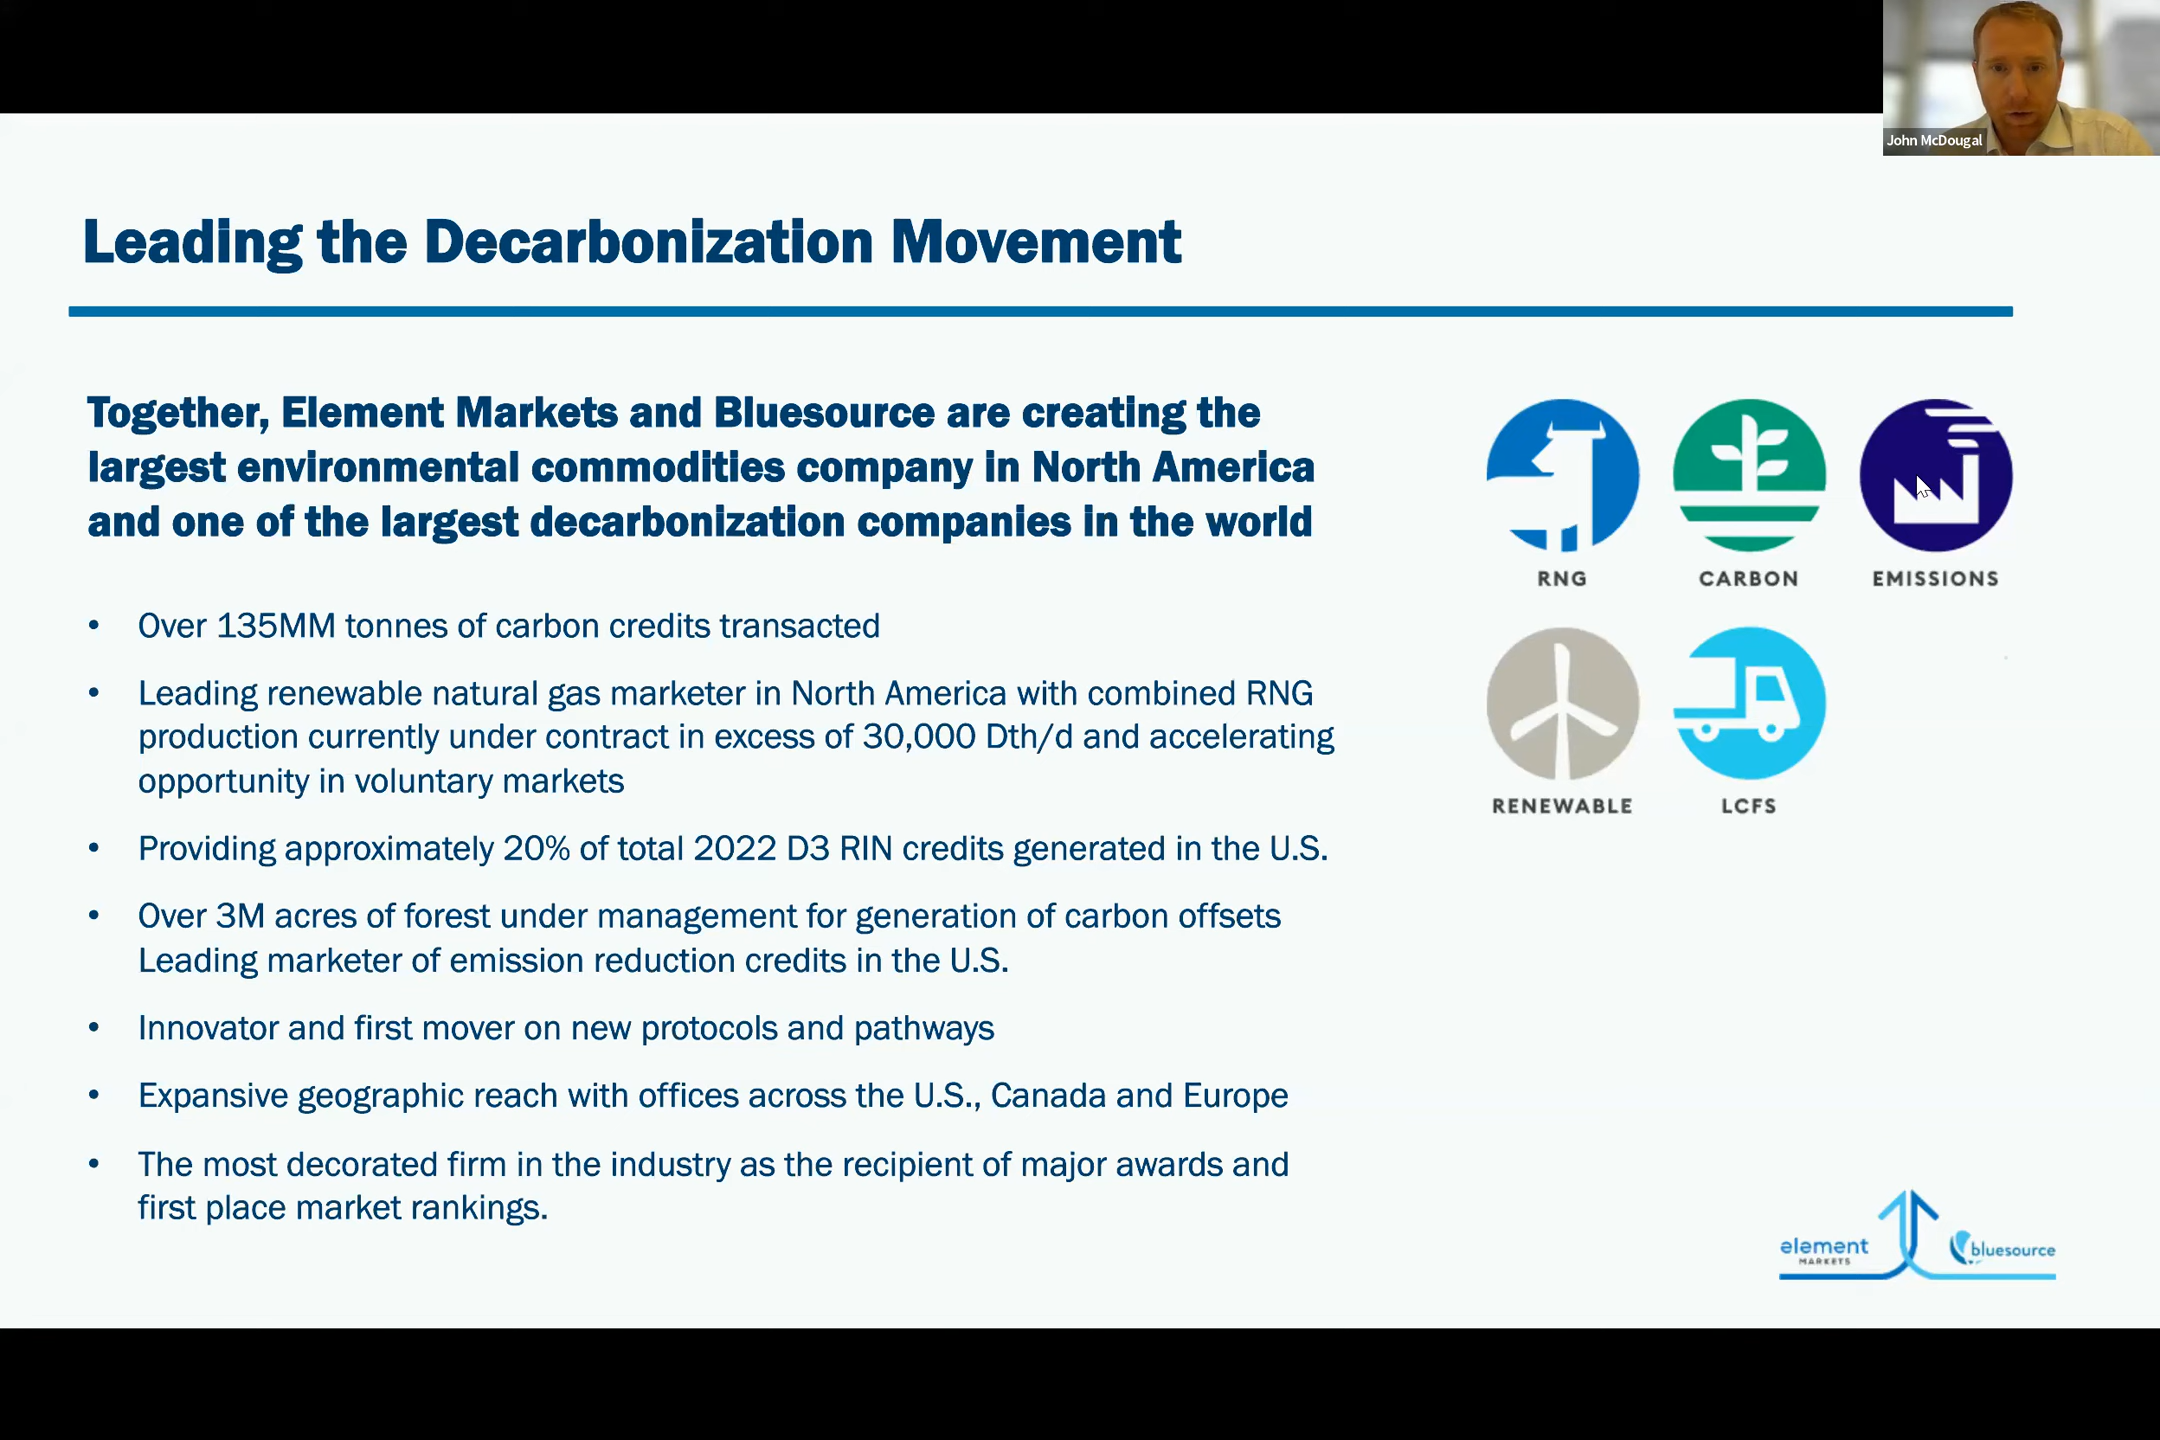 John McDougal
Leading the Decarbonization Movement
Together, Element Markets and Bluesource are creating the
largest environmental commodities company in North America
and one of the largest decarbonization companies in the world
• Over 135MM tonnes of carbon credits transacted
• Leading renewable natural gas marketer in North America with combined RNG
production currently under contract in excess of 30,000 Dth/d and accelerating
opportunity in voluntary markets
• Providing approximately 20% of total 2022 D3 RIN credits generated in the U.S.
• Over 3M acres of forest under management for generation of carbon offsets
Leading marketer of emission reduction credits in the U.S.
• Innovator and first mover on new protocols and pathways
• Expansive geographic reach with offices across the U.S., Canada and Europe
• The most decorated firm in the industry as the recipient of major awards and
first place market rankings.
RNG
CARBON
EMISSIONS
RENEWABLE
LCFS
element
MARKETS
bluesource